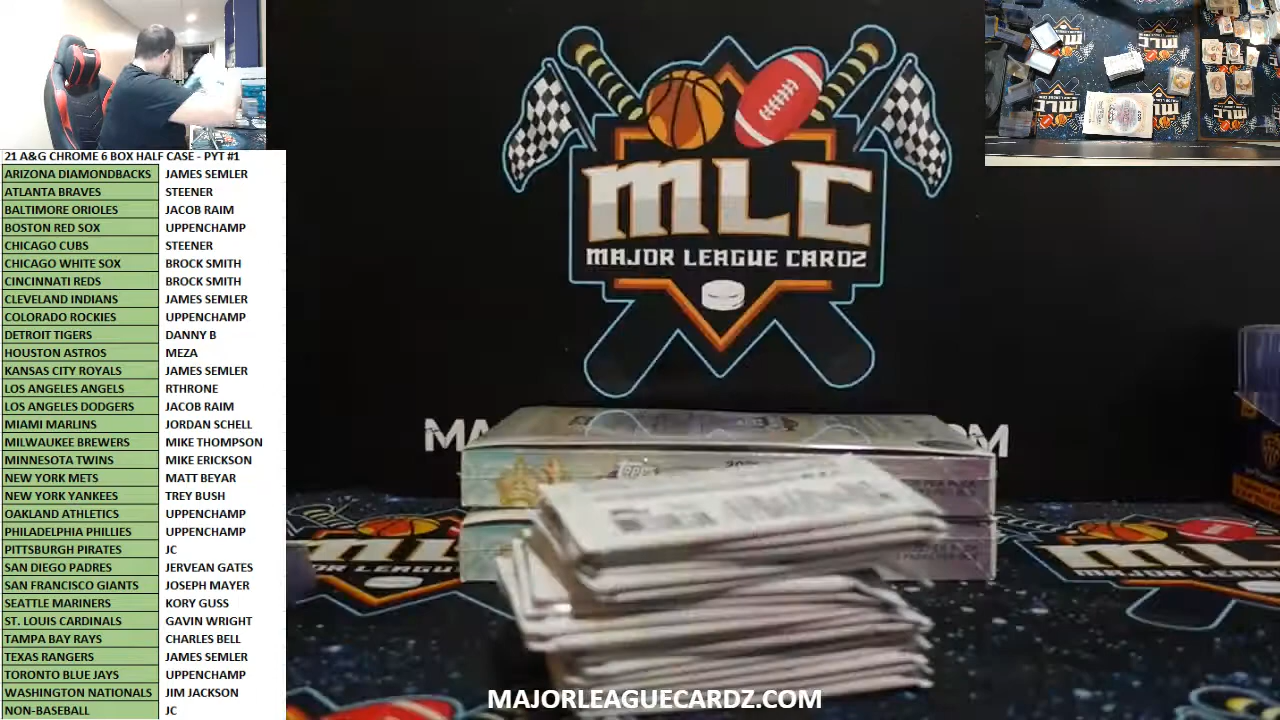 21 A&G CHROME 6 BOX HALF CASE - PYT #1
ARIZONA DIAMONDBACKS JAMES SEMLER
ATLANTA BRAVES STEENER
BALTIMORE ORIOLES JACOB RAIM
BOSTON RED SOX UPPENCHAMP
CHICAGO CUBS STEENER
CHICAGO WHITE SOX BROCK SMITH
CINCINNATI REDS BROCK SMITH
CLEVELAND INDIANS JAMES SEMLER
COLORADO ROCKIES UPPENCHAMP
DETROIT TIGERS DANNY B
HOUSTON ASTROS MEZA
KANSAS CITY ROYALS JAMES SEMLER
LOS ANGELES ANGELS RTHRONE
LOS ANGELES DODGERS JACOB RAIM
MIAMI MARLINS JORDAN SCHELL
MILWAUKEE BREWERS MIKE THOMPSON
MINNESOTA TWINS MIKE ERICKSON
NEW YORK METS MATT BEYAR
NEW YORK YANKEES TREY BUSH
OAKLAND ATHLETICS UPPENCHAMP
PHILADELPHIA PHILLIES UPPENCHAMP
PITTSBURGH PIRATES JC
SAN DIEGO PADRES JERVEAN GATES
SAN FRANCISCO GIANTS JOSEPH MAYER
SEATTLE MARINERS KORY GUSS
ST. LOUIS CARDINALS GAVIN WRIGHT
TAMPA BAY RAYS CHARLES BELL
TEXAS RANGERS JAMES SEMLER
TORONTO BLUE JAYS UPPENCHAMP
WASHINGTON NATIONALS JIM JACKSON
NON-BASEBALL JC
MLC
MAJOR LEAGUE CARDZ
MLC
MLC
MLC
MAJORLEAGUECARDZ.COM